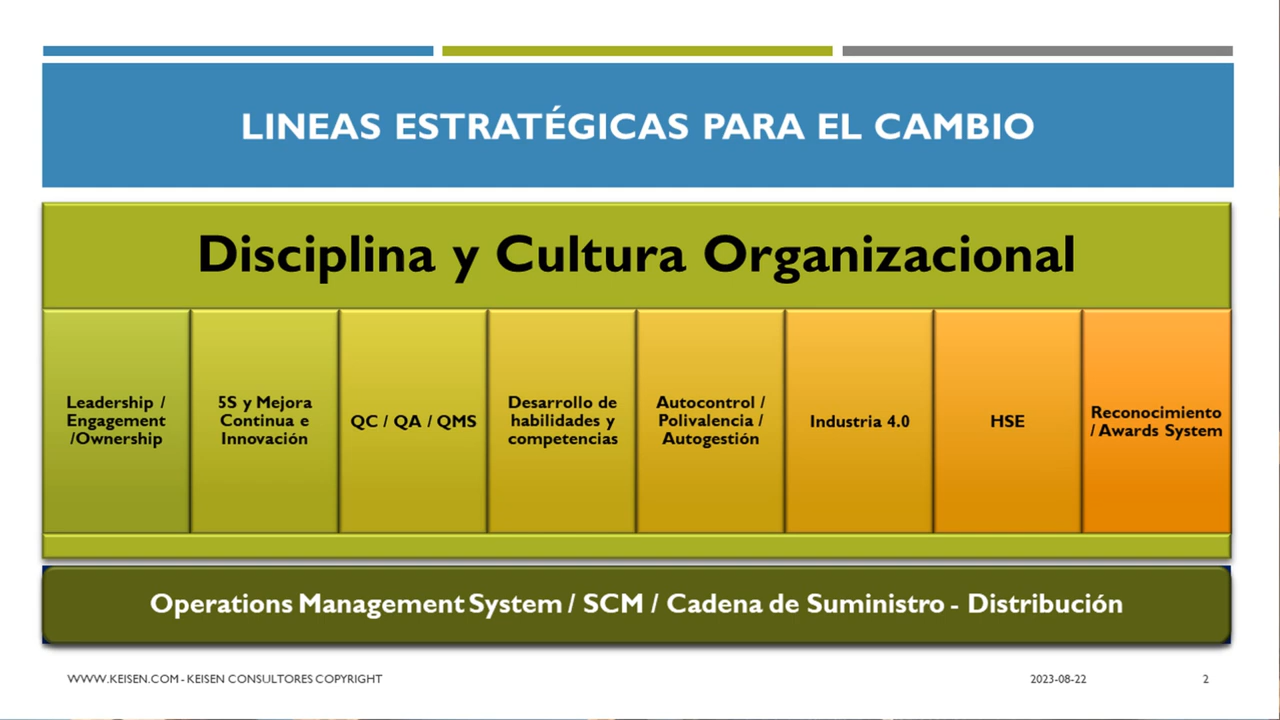 LINEAS ESTRATÉGICAS PARA EL CAMBIO
Disciplina y Cultura Organizacional
Leadership /
Engagement
/Ownership
5S y Mejora
Continua e
Innovación
QC / QA / QMS
Desarrollo de
habilidades y
competencias
Autocontrol /
Polivalencia /
Autogestión
Industria 4.0
HSE
Reconocimiento
/ Awards System
Operations Management System / SCM / Cadena de Suministro - Distribución
WWW.KEISEN.COM - KEISEN CONSULTORES COPYRIGHT
2023-08-22
2